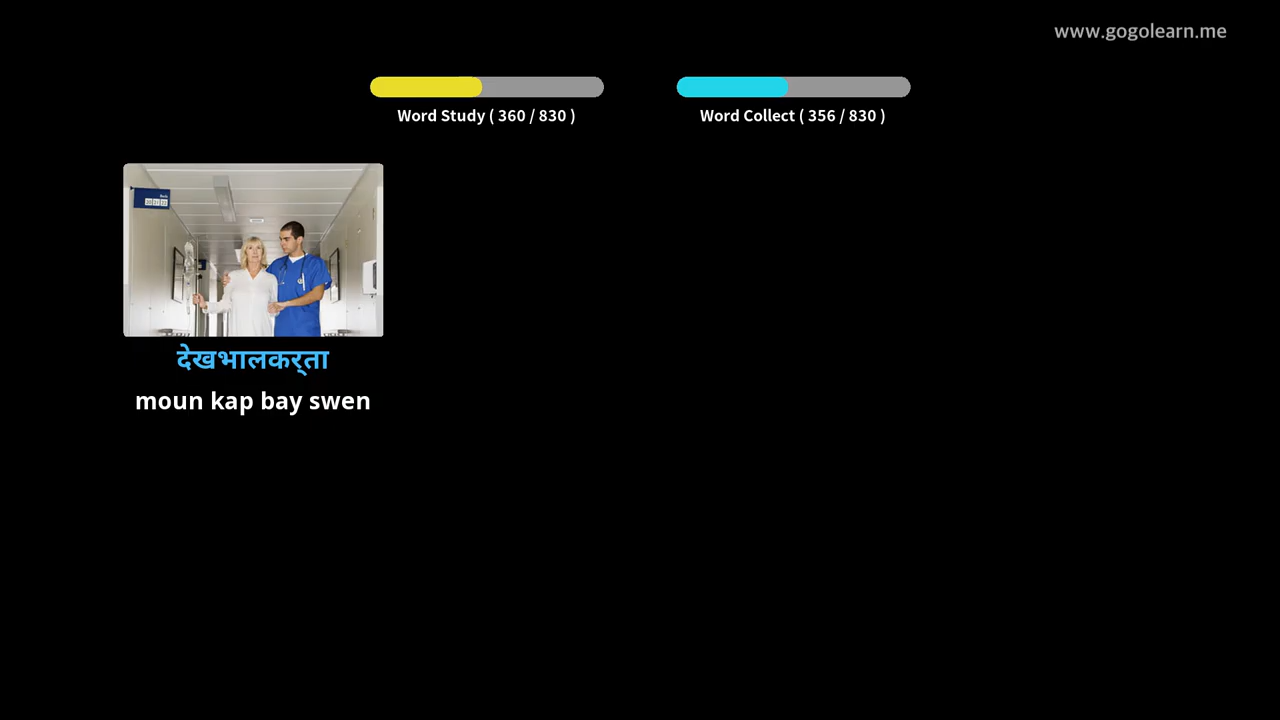 www.gogolearn.me
Word Study ( 360 / 830 )
Word Collect ( 356 / 830 )
देखभालकर्ता
moun kap bay swen